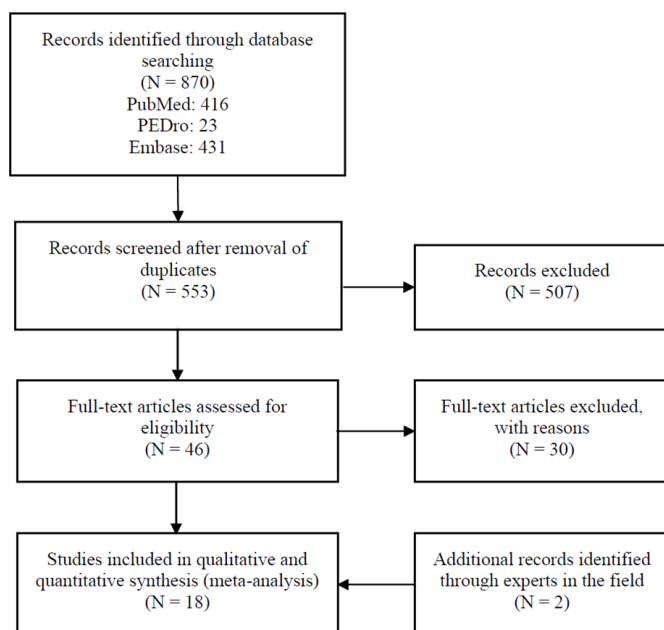 Records identified through database
searching
(N = 870)
PubMed: 416
PEDro: 23
Embase: 431
Records screened after removal of
duplicates
(N = 553)
Records excluded
(N = 507)
Full-text articles assessed for
eligibility
(N = 46)
Full-text articles excluded,
with reasons
(N = 30)
Studies included in qualitative and
quantitative synthesis (meta-analysis)
(N = 18)
Additional records identified
through experts in the field
(N = 2)